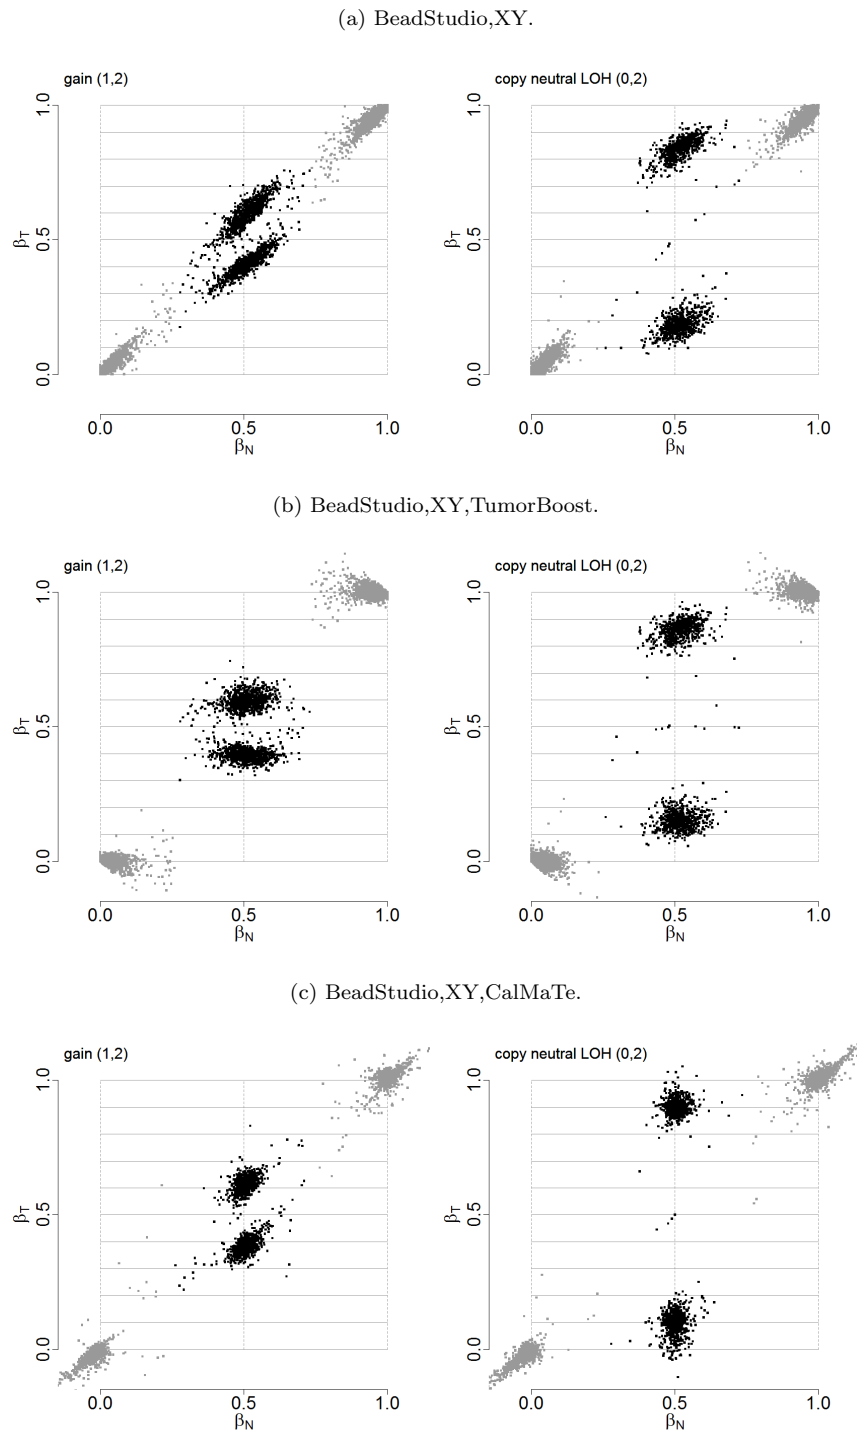 (a) BeadStudio,XY.
gain (1,2)
copy neutral LOH (0,2)
1.0
0.5
0.0
βT
0.0 0.5 1.0
βN
1.0
0.5
0.0
βT
0.0 0.5 1.0
βN
(b) BeadStudio,XY,TumorBoost.
gain (1,2)
copy neutral LOH (0,2)
1.0
0.5
0.0
βT
0.0 0.5 1.0
βN
1.0
0.5
0.0
βT
0.0 0.5 1.0
βN
(c) BeadStudio,XY,CalMaTe.
gain (1,2)
copy neutral LOH (0,2)
1.0
0.5
0.0
βT
0.0 0.5 1.0
βN
1.0
0.5
0.0
βT
0.0 0.5 1.0
βN